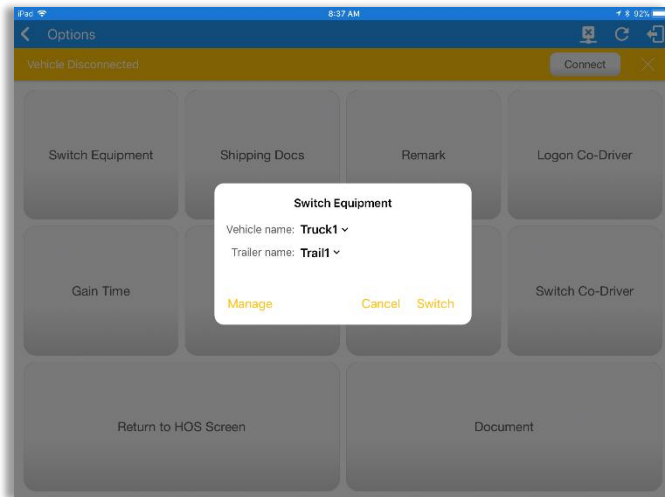 iPad 8:37 AM 92%
Options
Vehicle Disconnected Connect
Switch Equipment Shipping Docs Remark Logon Co-Driver
Switch Equipment
Vehicle name: Truck1
Trailer name: Trail1
Manage Cancel Switch
Gain Time Switch Co-Driver
Return to HOS Screen Document